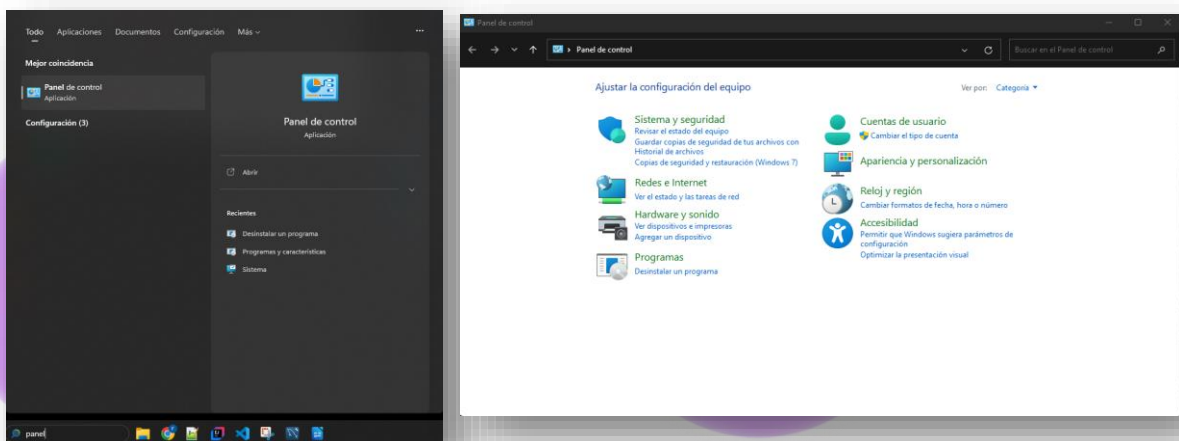 Todo Aplicaciones Documentos Configuración Más
Mejor coincidencia
Panel de control
Aplicación
Configuración (3)
Panel de control
Aplicación
Abrir
Recientes
Desinstalar un programa
Programas y características
Sistema
panel
Panel de control
Panel de control
Buscar en el Panel de control
Ajustar la configuración del equipo
Ver por: Categoría
Sistema y seguridad
Revisar el estado del equipo
Guardar copias de seguridad de tus archivos con
Historial de archivos
Copias de seguridad y restauración (Windows 7)
Redes e Internet
Ver el estado y las tareas de red
Hardware y sonido
Ver dispositivos e impresoras
Agregar un dispositivo
Programas
Desinstalar un programa
Cuentas de usuario
Cambiar el tipo de cuenta
Apariencia y personalización
Reloj y región
Cambiar formatos de fecha, hora o número
Accesibilidad
Permitir que Windows sugiera parámetros de
configuración
Optimizar la presentación visual